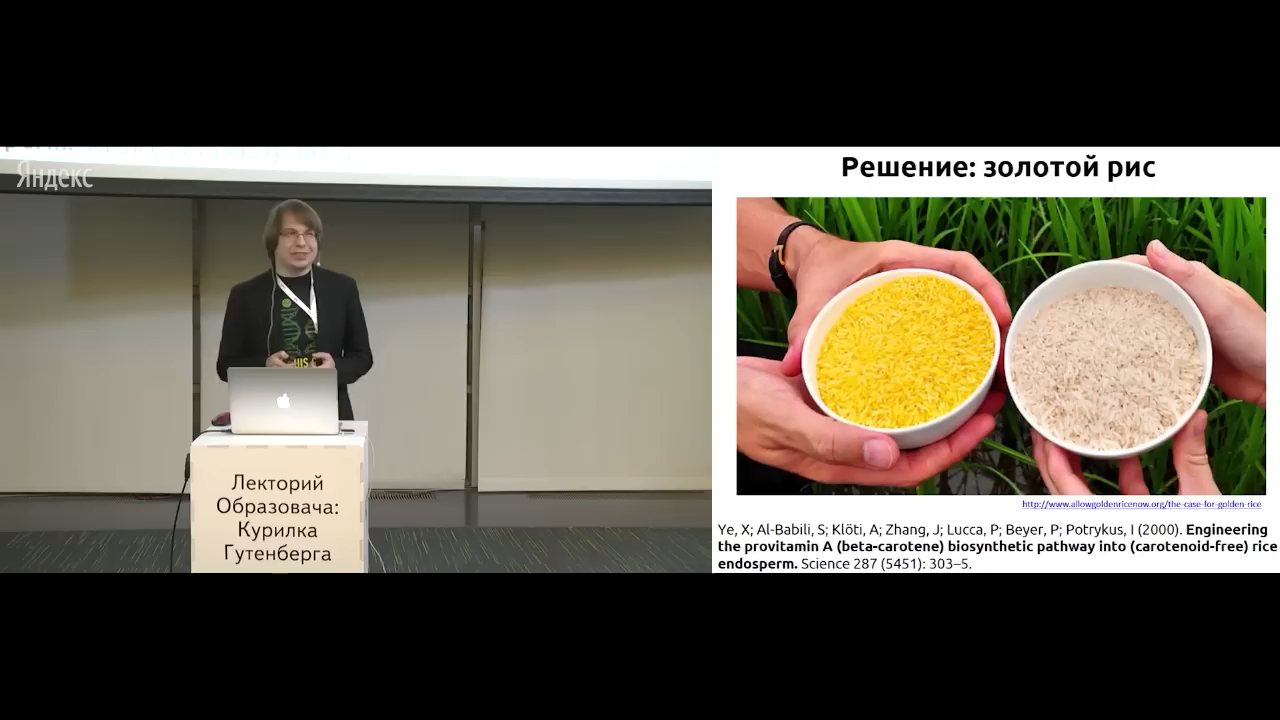 Яндекс
Лекторий
Образовача:
Курилка
Гутенберга
Решение: золотой рис
http://www.allowgoldenricenow.org/the-case-for-golden-rice
Ye, X; Al-Babili, S; Klöti, A; Zhang, J; Lucca, P; Beyer, P; Potrykus, I (2000). Engineering
the provitamin A (beta-carotene) biosynthetic pathway into (carotenoid-free) rice
endosperm. Science 287 (5451): 303–5.